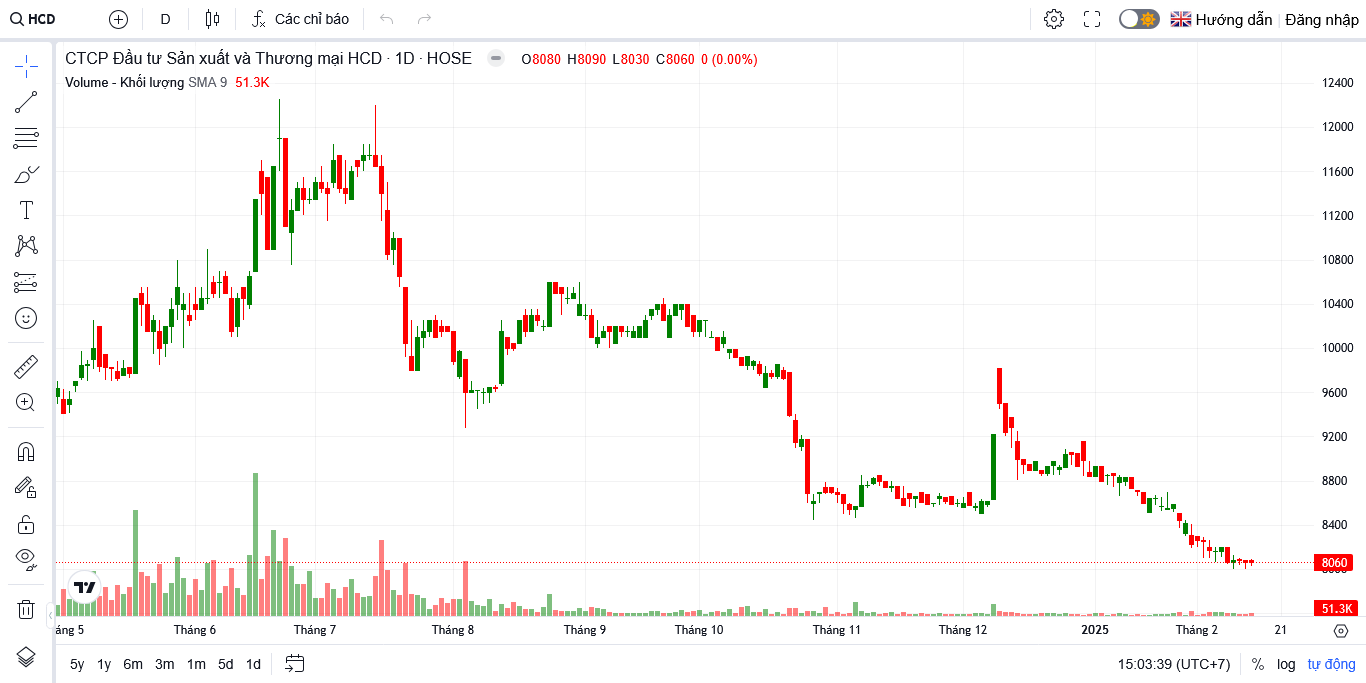 HCD D Các chỉ báo Hướng dẫn Đăng nhập
CTCP Đầu tư Sản xuất và Thương mại HCD · 1D · HOSE O8080 H8090 L8030 C8060 0 (0.00%)
Volume - Khối lượng SMA 9 51.3K
12400
12000
11600
11200
10800
10400
10000
9600
9200
8800
8400
8060
51.3K
áng 5 Tháng 6 Tháng 7 Tháng 8 Tháng 9 Tháng 10 Tháng 11 Tháng 12 2025 Tháng 2 21
5y 1y 6m 3m 1m 5d 1d 15:03:39 (UTC+7) % log tự động